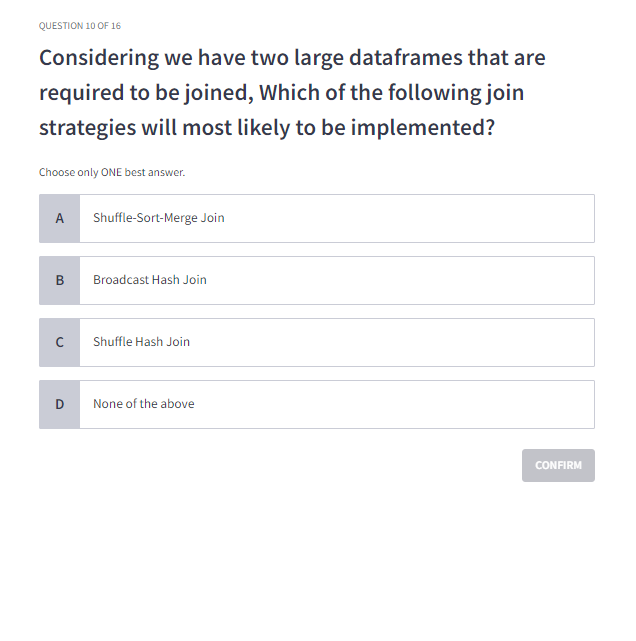 QUESTION 10 OF 16
Considering we have two large dataframes that are
required to be joined, Which of the following join
strategies will most likely to be implemented?
Choose only ONE best answer.
A Shuffle-Sort-Merge Join
B Broadcast Hash Join
C Shuffle Hash Join
D None of the above
CONFIRM